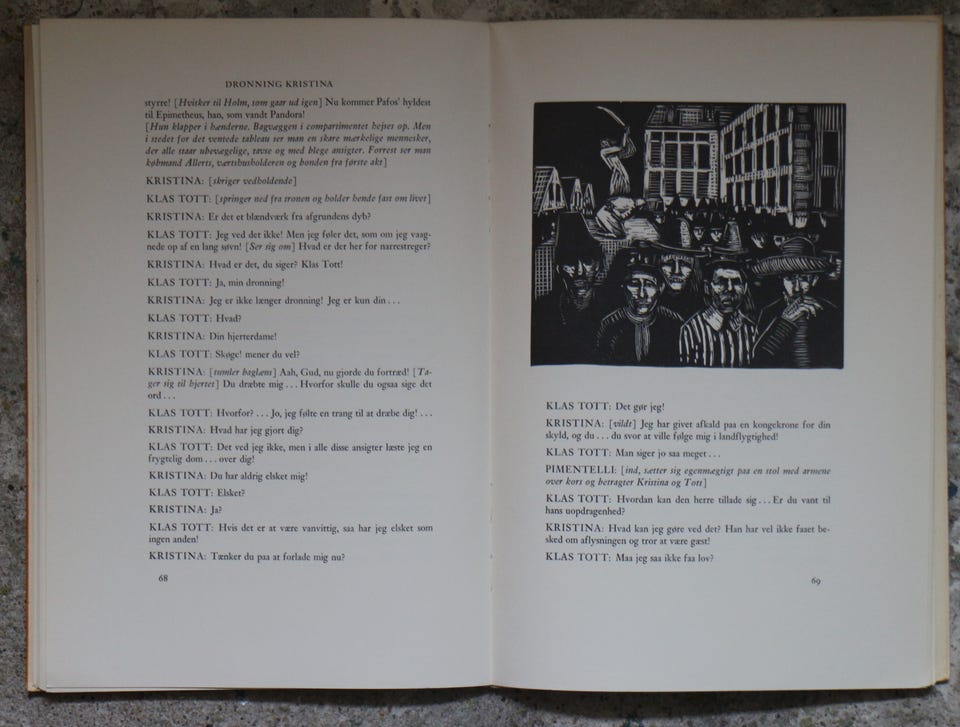 DRONNING KRISTINA
styrre! [Hvisker til Holm, som gaar ud igen] Nu kommer Pafos' hyldest
til Epimetheus, han, som vandt Pandora!
[Hun klapper i hænderne. Bagvæggen i compartimentet hejses op. Men
i stedet for det ventede tableau ser man en skare mærkelige mennesker,
der alle staar ubevægelige, tavse og med blege ansigter. Forrest ser man
købmand Allerts, værtshusholderen og bonden fra første akt]
KRISTINA: [skriger vedholdende]
KLAS TOTT: [springer ned fra tronen og holder hende fast om livet]
KRISTINA: Er det et blændværk fra afgrundens dyb?
KLAS TOTT: Jeg ved det ikke! Men jeg føler det, som om jeg vaag-
nede op af en lang søvn! [Ser sig om] Hvad er det her for narrestreger?
KRISTINA: Hvad er det, du siger? Klas Tott!
KLAS TOTT: Ja, min dronning!
KRISTINA: Jeg er ikke længer dronning! Jeg er kun din...
KLAS TOTT: Hvad?
KRISTINA: Din hjerterdame!
KLAS TOTT: Skøge! mener du vel?
KRISTINA: [tumler baglæns] Aah, Gud, nu gjorde du fortræd! [Ta-
ger sig til hjertet] Du dræbte mig... Hvorfor skulle du ogsaa sige det
ord...
KLAS TOTT: Hvorfor? ... Jo, jeg følte en trang til at dræbe dig! ...
KRISTINA: Hvad har jeg gjort dig?
KLAS TOTT: Det ved jeg ikke, men i alle disse ansigter læste jeg en
frygtelig dom... over dig!
KRISTINA: Du har aldrig elsket mig!
KLAS TOTT: Elsket?
KRISTINA: Ja?
KLAS TOTT: Hvis det er at være vanvittig, saa har jeg elsket som
ingen anden!
KRISTINA: Tænker du paa at forlade mig nu?
68
KLAS TOTT: Det gør jeg!
KRISTINA: [vildt] Jeg har givet afkald paa en kongekrone for din
skyld, og du... du svor at ville følge mig i landflygtighed!
KLAS TOTT: Man siger jo saa meget...
PIMENTELLI: [ind, sætter sig egenmægtigt paa en stol med armene
over kors og betragter Kristina og Tott]
KLAS TOTT: Hvordan kan den herre tillade sig... Er du vant til
hans uopdragenhed?
KRISTINA: Hvad kan jeg gøre ved det? Han har vel ikke faaet be-
sked om aflysningen og tror at være gæst!
KLAS TOTT: Maa jeg saa ikke faa lov?
69